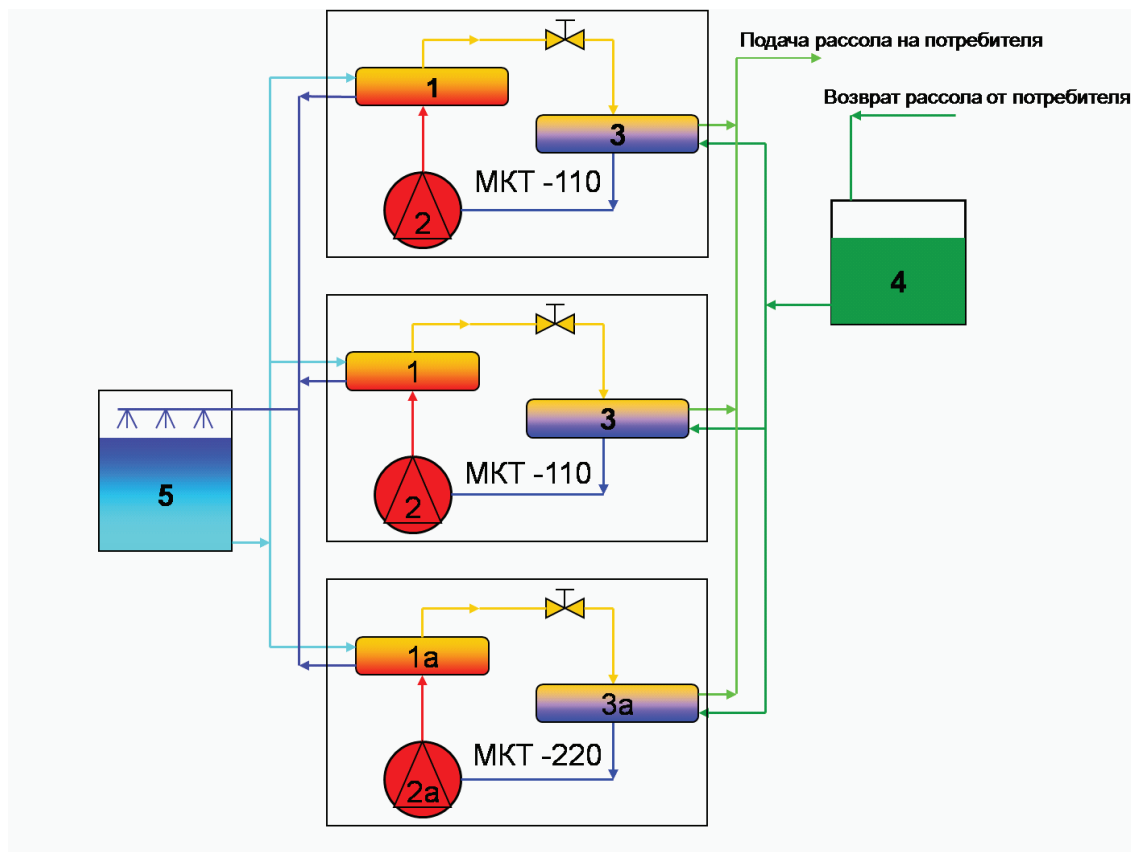 Подача рассола на потребителя
Возврат рассола от потребителя
1
3
МКТ -110
2
4
1
3
МКТ -110
2
5
1а
3а
МКТ -220
2а